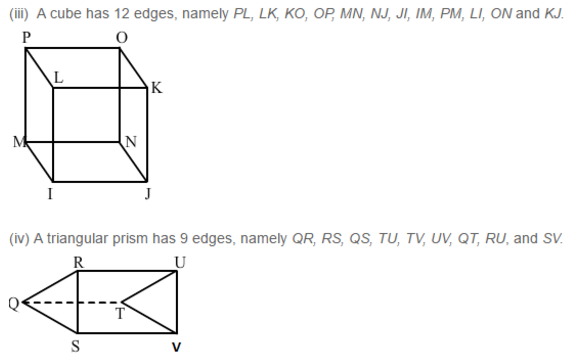 (iii) A cube has 12 edges, namely PL, LK, KO, OP, MN, NJ, JI, IM, PM, LI, ON and KJ.
P O
L
K
M N
I J
(iv) A triangular prism has 9 edges, namely QR, RS, QS, TU, TV, UV, QT, RU, and SV.
R U
Q
T
S V